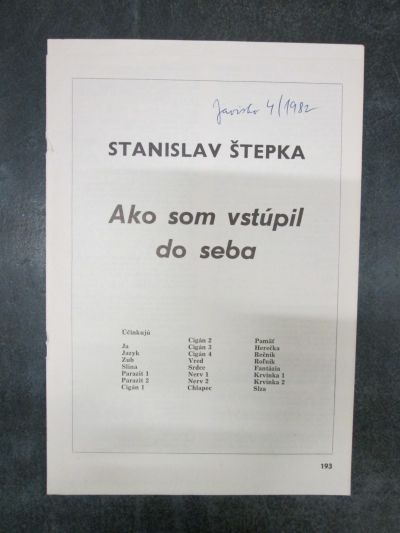 Javisko 4/1982
STANISLAV ŠTEPKA
Ako som vstúpil
do seba
Účinkujú
Ja
Jazyk
Zub
Slina
Parazit 1
Parazit 2
Cigán 1
Cigán 2
Cigán 3
Cigán 4
Vred
Srdce
Nerv 1
Nerv 2
Chlapec
Pamäť
Herečka
Rečník
Roľník
Fantázia
Krvinka 1
Krvinka 2
Slza
193